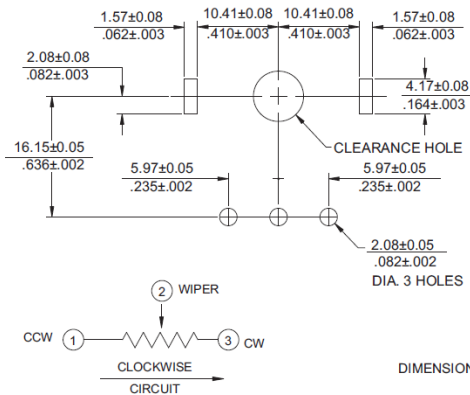 1.57±0.08 10.41±0.08 10.41±0.08 1.57±0.08
.062±.003 .410±.003 .410±.003 .062±.003
2.08±0.08
.082±.003
4.17±0.08
.164±.003
CLEARANCE HOLE
16.15±0.05
.636±.002
5.97±0.05 5.97±0.05
.235±.002 .235±.002
2.08±0.05
.082±.002
DIA. 3 HOLES
2 WIPER
CCW 1 3 CW
CLOCKWISE
CIRCUIT
DIMENSION